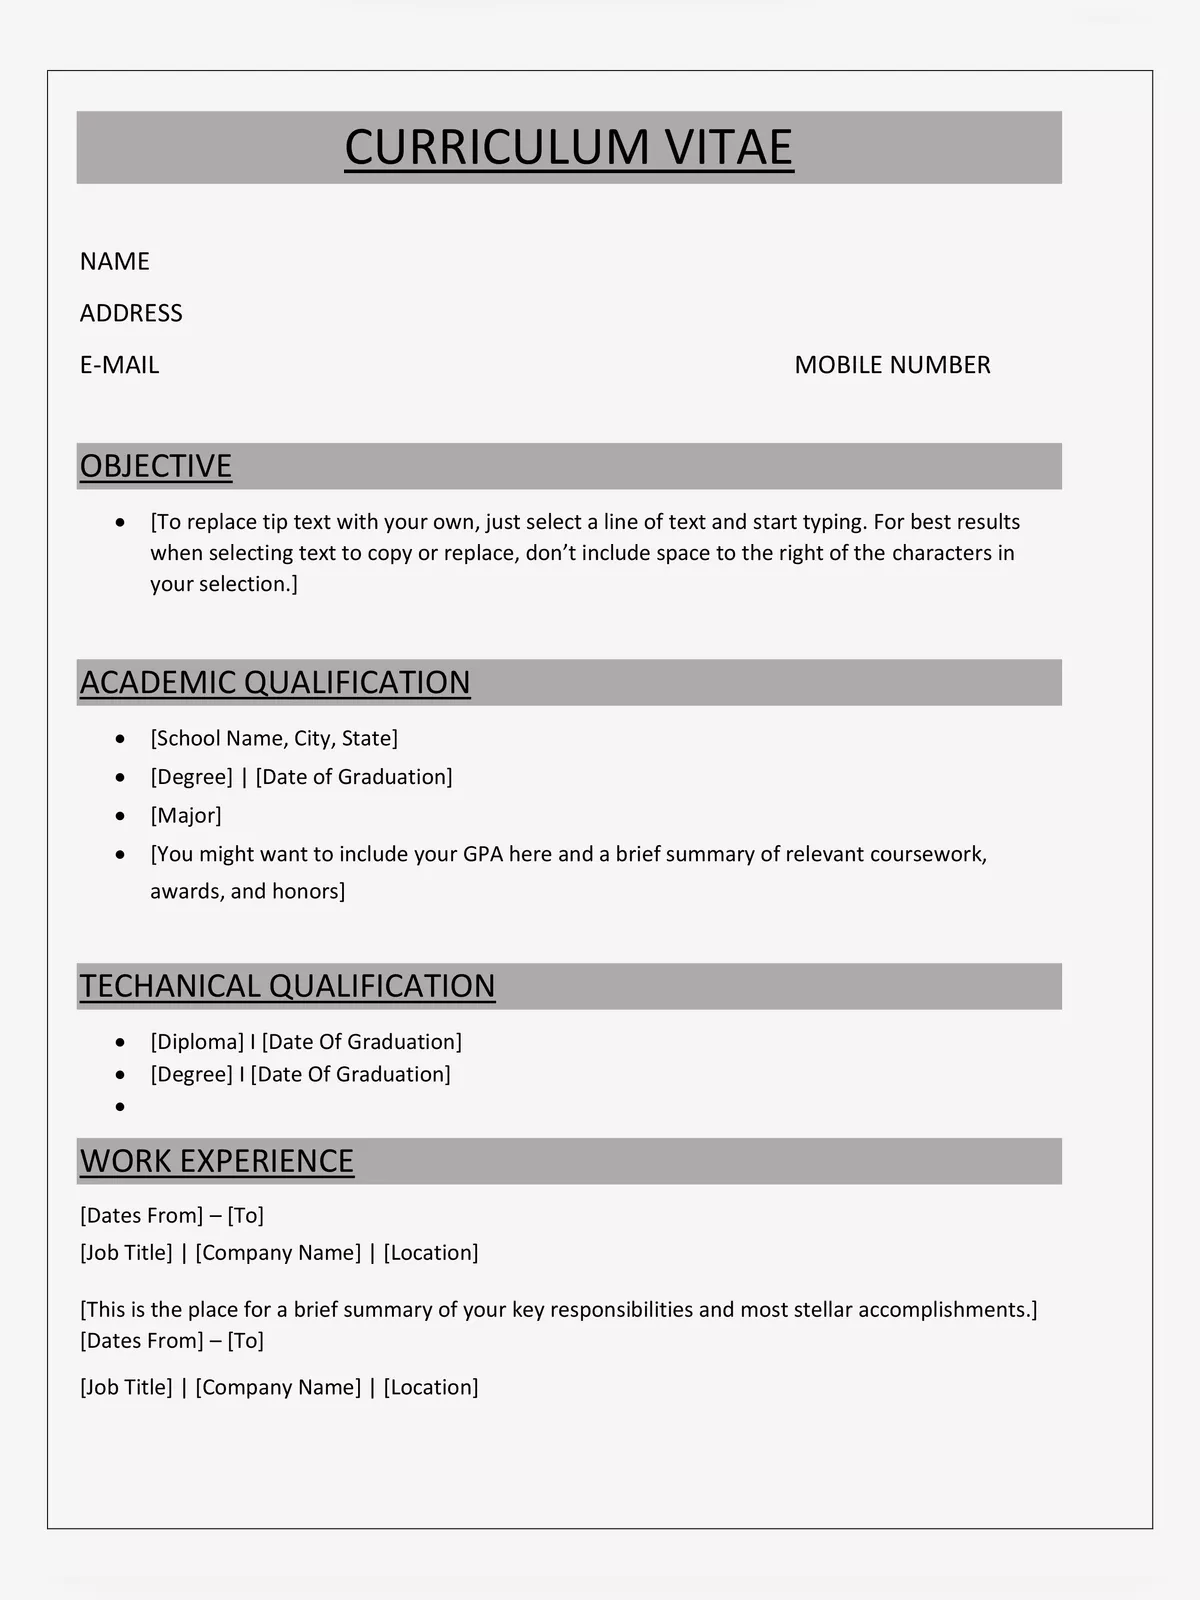 CURRICULUM VITAE
NAME
ADDRESS
E-MAIL MOBILE NUMBER
OBJECTIVE
• [To replace tip text with your own, just select a line of text and start typing. For best results
when selecting text to copy or replace, don’t include space to the right of the characters in
your selection.]
ACADEMIC QUALIFICATION
• [School Name, City, State]
• [Degree] | [Date of Graduation]
• [Major]
• [You might want to include your GPA here and a brief summary of relevant coursework,
awards, and honors]
TECHANICAL QUALIFICATION
• [Diploma] I [Date Of Graduation]
• [Degree] I [Date Of Graduation]
•
WORK EXPERIENCE
[Dates From] – [To]
[Job Title] | [Company Name] | [Location]
[This is the place for a brief summary of your key responsibilities and most stellar accomplishments.]
[Dates From] – [To]
[Job Title] | [Company Name] | [Location]